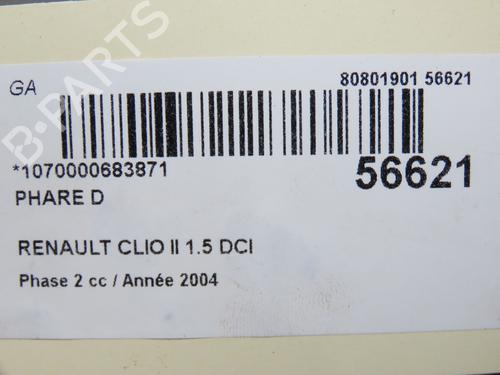 GA
80801901 56621
*1070000683871
56621
PHARE D
RENAULT CLIO II 1.5 DCI
Phase 2 cc / Année 2004
B-PARTS